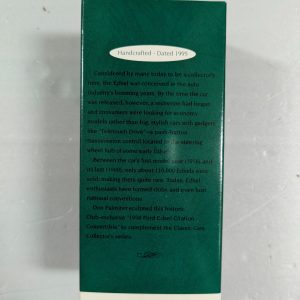 Handcrafted - Dated 1995
Considered by many today to be a collector's
item, the Edsel was conceived in the auto
industry's booming years. By the time the car
was released, however, a recession had begun
and consumers were looking for economy
models rather than big, stylish cars with gadgets
like "Teletouch Drive"-a push-button
transmission control located in the steering
wheel hub of some early Edsels.
Between the car's first model year (1958) and
its last (1960), only about 110,000 Edsels were
sold, making them quite rare. Today, Edsel
enthusiasts have formed clubs and even hold
national conventions.
Don Palmiter sculpted this historic
Club-exclusive "1958 Ford Edsel Citation
Convertible" to complement the Classic Cars
Collector's series.